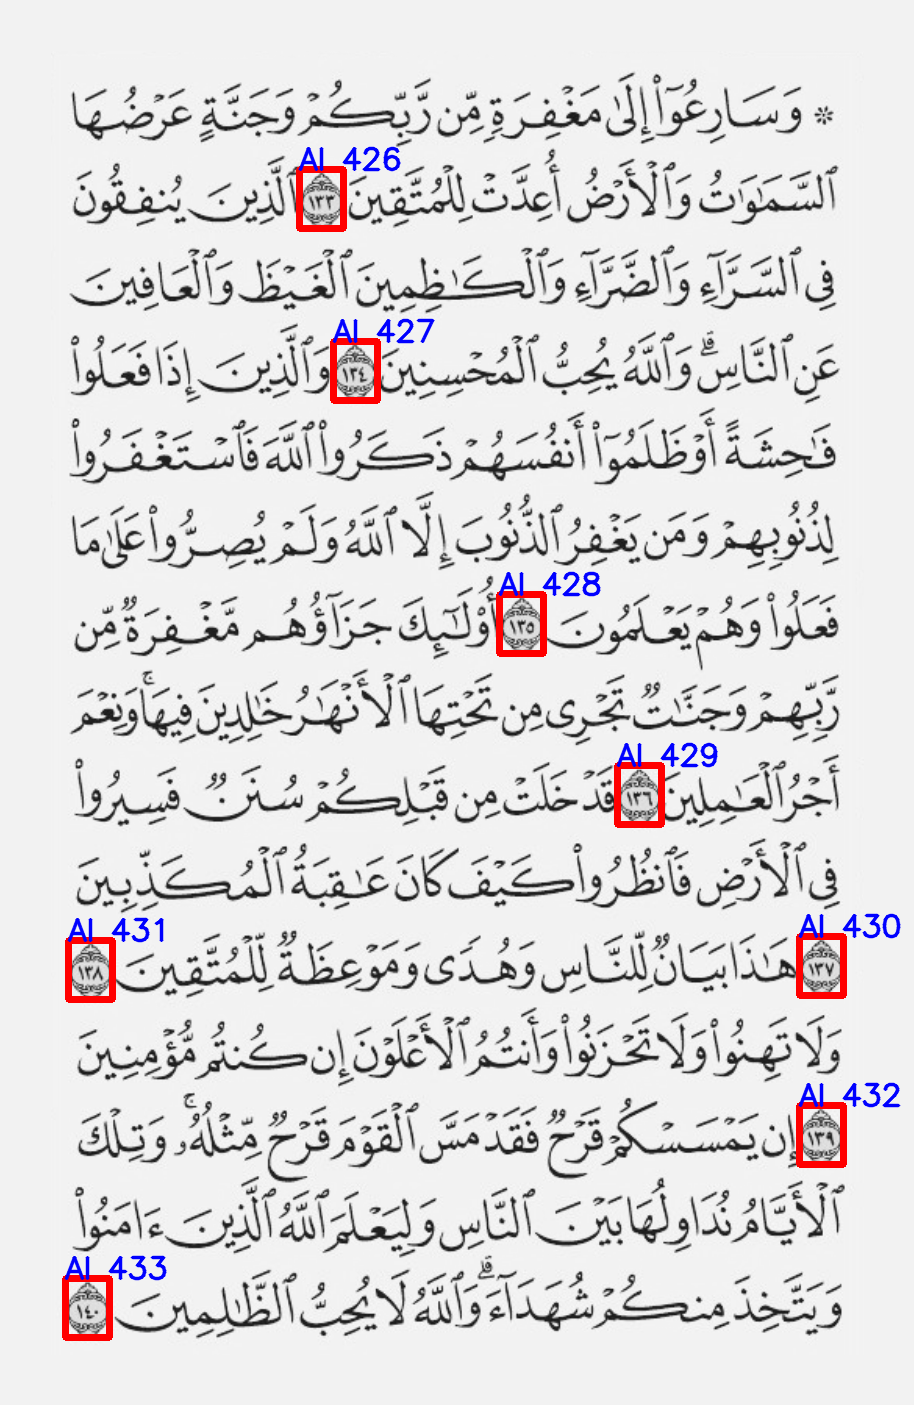 ۞ وَسَارِعُوٓا۟ إِلَىٰ مَغْفِرَةٍ مِّن رَّبِّكُمْ وَجَنَّةٍ عَرْضُهَا
AI 426
ٱلسَّمَـٰوَٰتُ وَٱلْأَرْضُ أُعِدَّتْ لِلْمُتَّقِينَ ١٣٣ ٱلَّذِينَ يُنفِقُونَ
فِى ٱلسَّرَّآءِ وَٱلضَّرَّآءِ وَٱلْكَـٰظِمِينَ ٱلْغَيْظَ وَٱلْعَافِينَ
AI 427
عَنِ ٱلنَّاسِ ۗ وَٱللَّهُ يُحِبُّ ٱلْمُحْسِنِينَ ١٣٤ وَٱلَّذِينَ إِذَا فَعَلُوا۟
فَـٰحِشَةً أَوْ ظَلَمُوٓا۟ أَنفُسَهُمْ ذَكَرُوا۟ ٱللَّهَ فَٱسْتَغْفَرُوا۟
لِذُنُوبِهِمْ وَمَن يَغْفِرُ ٱلذُّنُوبَ إِلَّا ٱللَّهُ وَلَمْ يُصِرُّوا۟ عَلَىٰ مَا
AI 428
فَعَلُوا۟ وَهُمْ يَعْلَمُونَ ١٣٥ أُو۟لَـٰٓئِكَ جَزَآؤُهُم مَّغْفِرَةٌ مِّن
رَّبِّهِمْ وَجَنَّـٰتٌ تَجْرِى مِن تَحْتِهَا ٱلْأَنْهَـٰرُ خَـٰلِدِينَ فِيهَا ۚ وَنِعْمَ
AI 429
أَجْرُ ٱلْعَـٰمِلِينَ ١٣٦ قَدْ خَلَتْ مِن قَبْلِكُمْ سُنَنٌ فَسِيرُوا۟
فِى ٱلْأَرْضِ فَٱنظُرُوا۟ كَيْفَ كَانَ عَـٰقِبَةُ ٱلْمُكَذِّبِينَ
AI 430 AI 431
١٣٧ هَـٰذَا بَيَانٌ لِّلنَّاسِ وَهُدًى وَمَوْعِظَةٌ لِّلْمُتَّقِينَ ١٣٨
وَلَا تَهِنُوا۟ وَلَا تَحْزَنُوا۟ وَأَنتُمُ ٱلْأَعْلَوْنَ إِن كُنتُم مُّؤْمِنِينَ
AI 432
١٣٩ إِن يَمْسَسْكُمْ قَرْحٌ فَقَدْ مَسَّ ٱلْقَوْمَ قَرْحٌ مِّثْلُهُۥ ۚ وَتِلْكَ
ٱلْأَيَّامُ نُدَاوِلُهَا بَيْنَ ٱلنَّاسِ وَلِيَعْلَمَ ٱللَّهُ ٱلَّذِينَ ءَامَنُوا۟
AI 433
وَيَتَّخِذَ مِنكُمْ شُهَدَآءَ ۗ وَٱللَّهُ لَا يُحِبُّ ٱلظَّـٰلِمِينَ ١٤٠